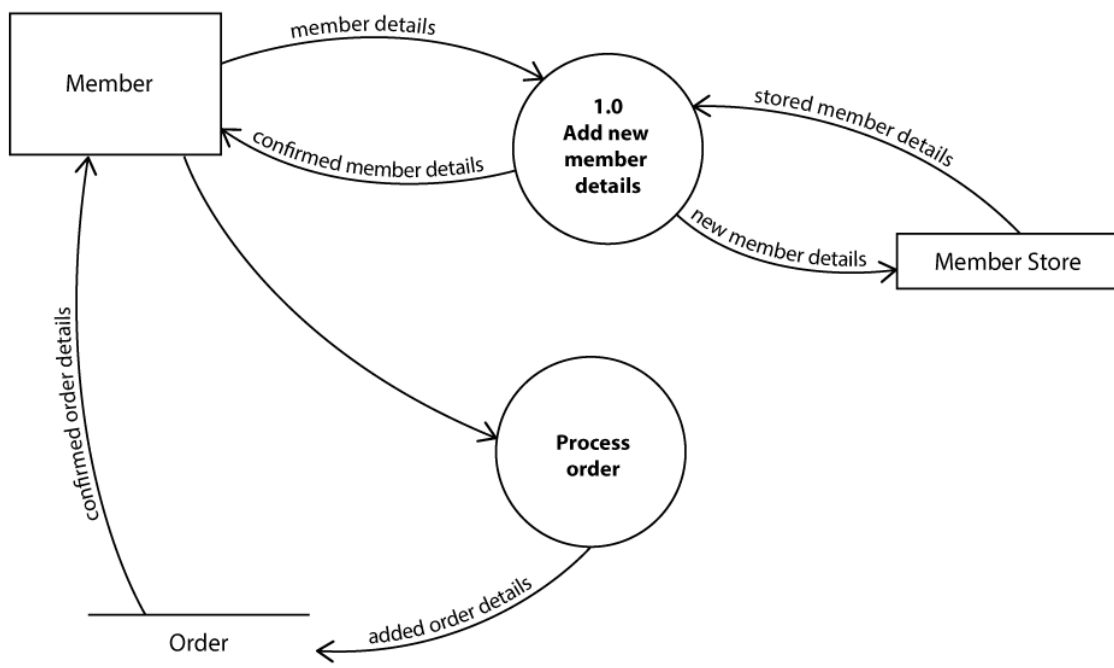 member details
Member
1.0
Add new
member
details
stored member details
confirmed member details
new member details
Member Store
confirmed order details
Process
order
added order details
Order